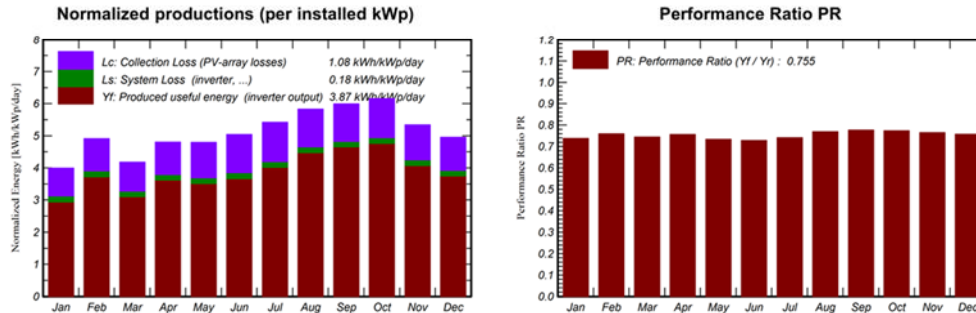 Normalized productions (per installed kWp)
Normalized Energy [kWh/kWp/day]
8
7
6
5
4
3
2
1
0
Lc: Collection Loss (PV-array losses) 1.08 kWh/kWp/day
Ls: System Loss (inverter, ...) 0.18 kWh/kWp/day
Yf: Produced useful energy (inverter output) 3.87 kWh/kWp/day
Jan Feb Mar Apr May Jun Jul Aug Sep Oct Nov Dec
Performance Ratio PR
Performance Ratio PR
1.2
1.1
1.0
0.9
0.8
0.7
0.6
0.5
0.4
0.3
0.2
0.1
0.0
PR: Performance Ratio (Yf / Yr) : 0.755
Jan Feb Mar Apr May Jun Jul Aug Sep Oct Nov Dec